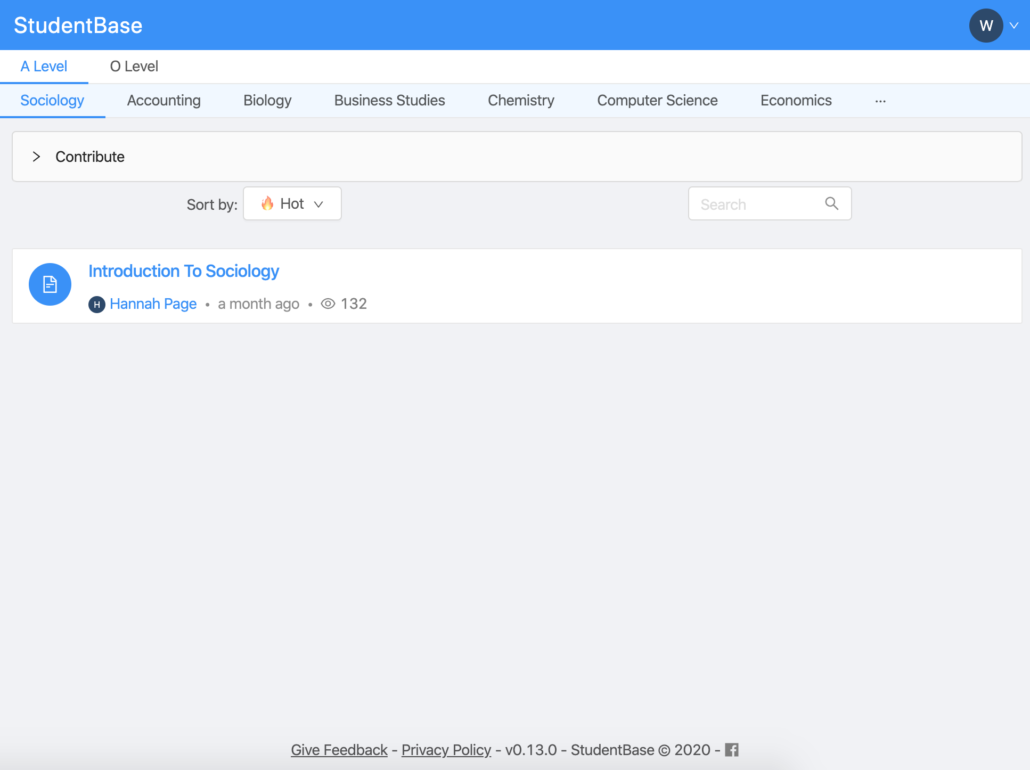 StudentBase W
A Level O Level
Sociology Accounting Biology Business Studies Chemistry Computer Science Economics ...
Contribute
Sort by: Hot Search
Introduction To Sociology
H Hannah Page • a month ago • 132
Give Feedback - Privacy Policy - v0.13.0 - StudentBase © 2020 -